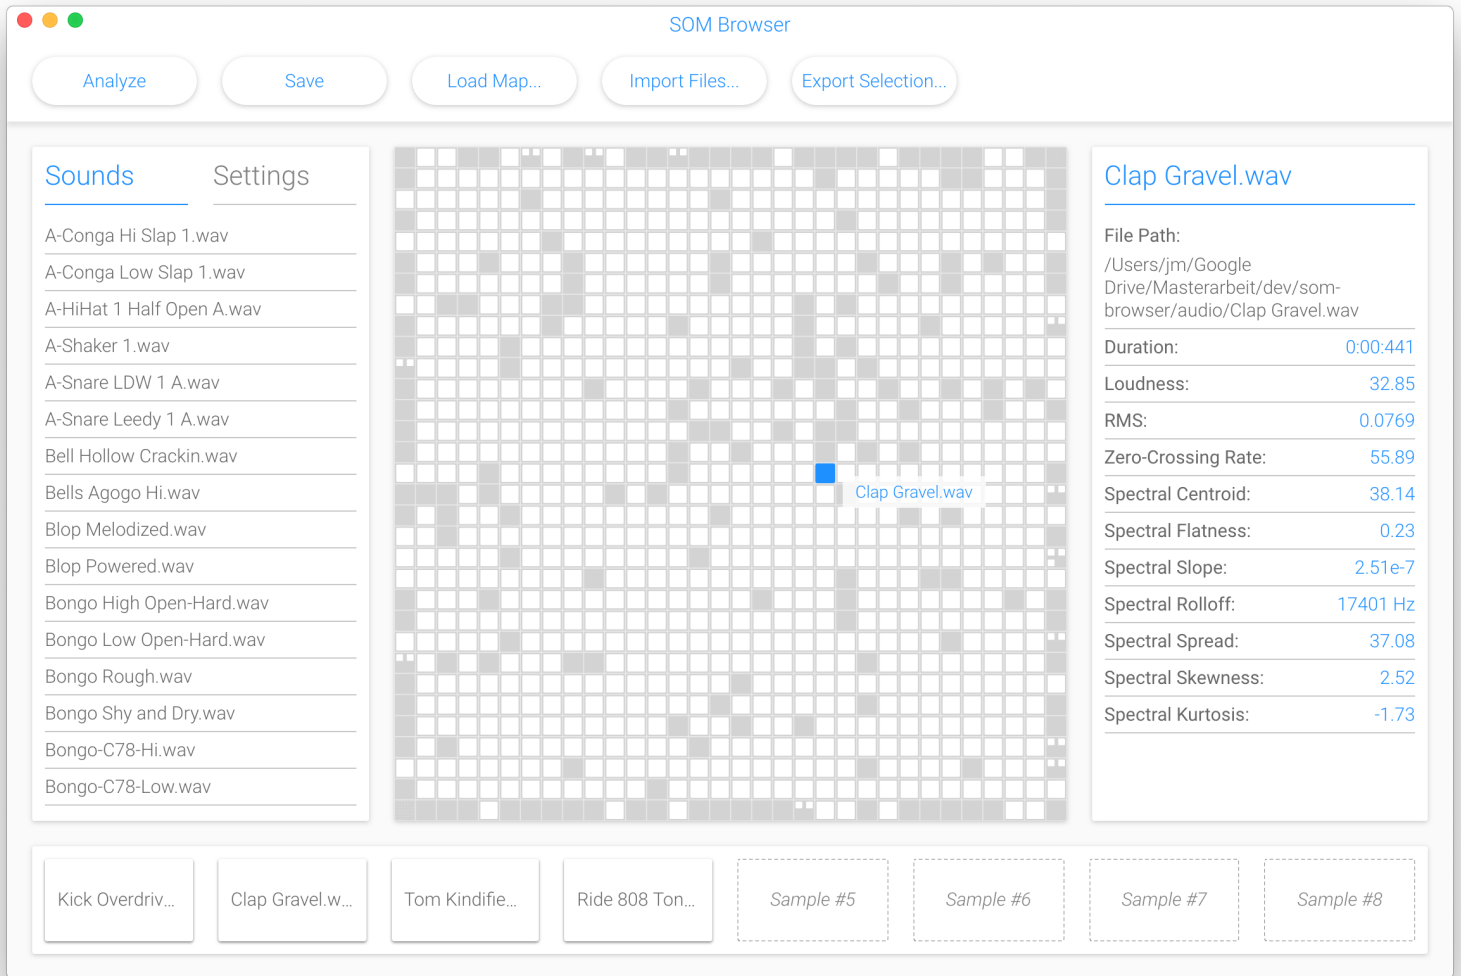 SOM Browser
Analyze
Save
Load Map...
Import Files...
Export Selection...
Sounds
Settings
A-Conga Hi Slap 1.wav
A-Conga Low Slap 1.wav
A-HiHat 1 Half Open A.wav
A-Shaker 1.wav
A-Snare LDW 1 A.wav
A-Snare Leedy 1 A.wav
Bell Hollow Crackin.wav
Bells Agogo Hi.wav
Blop Melodized.wav
Blop Powered.wav
Bongo High Open-Hard.wav
Bongo Low Open-Hard.wav
Bongo Rough.wav
Bongo Shy and Dry.wav
Bongo-C78-Hi.wav
Bongo-C78-Low.wav
Clap Gravel.wav
Clap Gravel.wav
File Path:
/Users/jm/Google
Drive/Masterarbeit/dev/som-
browser/audio/Clap Gravel.wav
Duration: 0:00:441
Loudness: 32.85
RMS: 0.0769
Zero-Crossing Rate: 55.89
Spectral Centroid: 38.14
Spectral Flatness: 0.23
Spectral Slope: 2.51e-7
Spectral Rolloff: 17401 Hz
Spectral Spread: 37.08
Spectral Skewness: 2.52
Spectral Kurtosis: -1.73
Kick Overdriv...
Clap Gravel.w...
Tom Kindifie...
Ride 808 Ton...
Sample #5
Sample #6
Sample #7
Sample #8